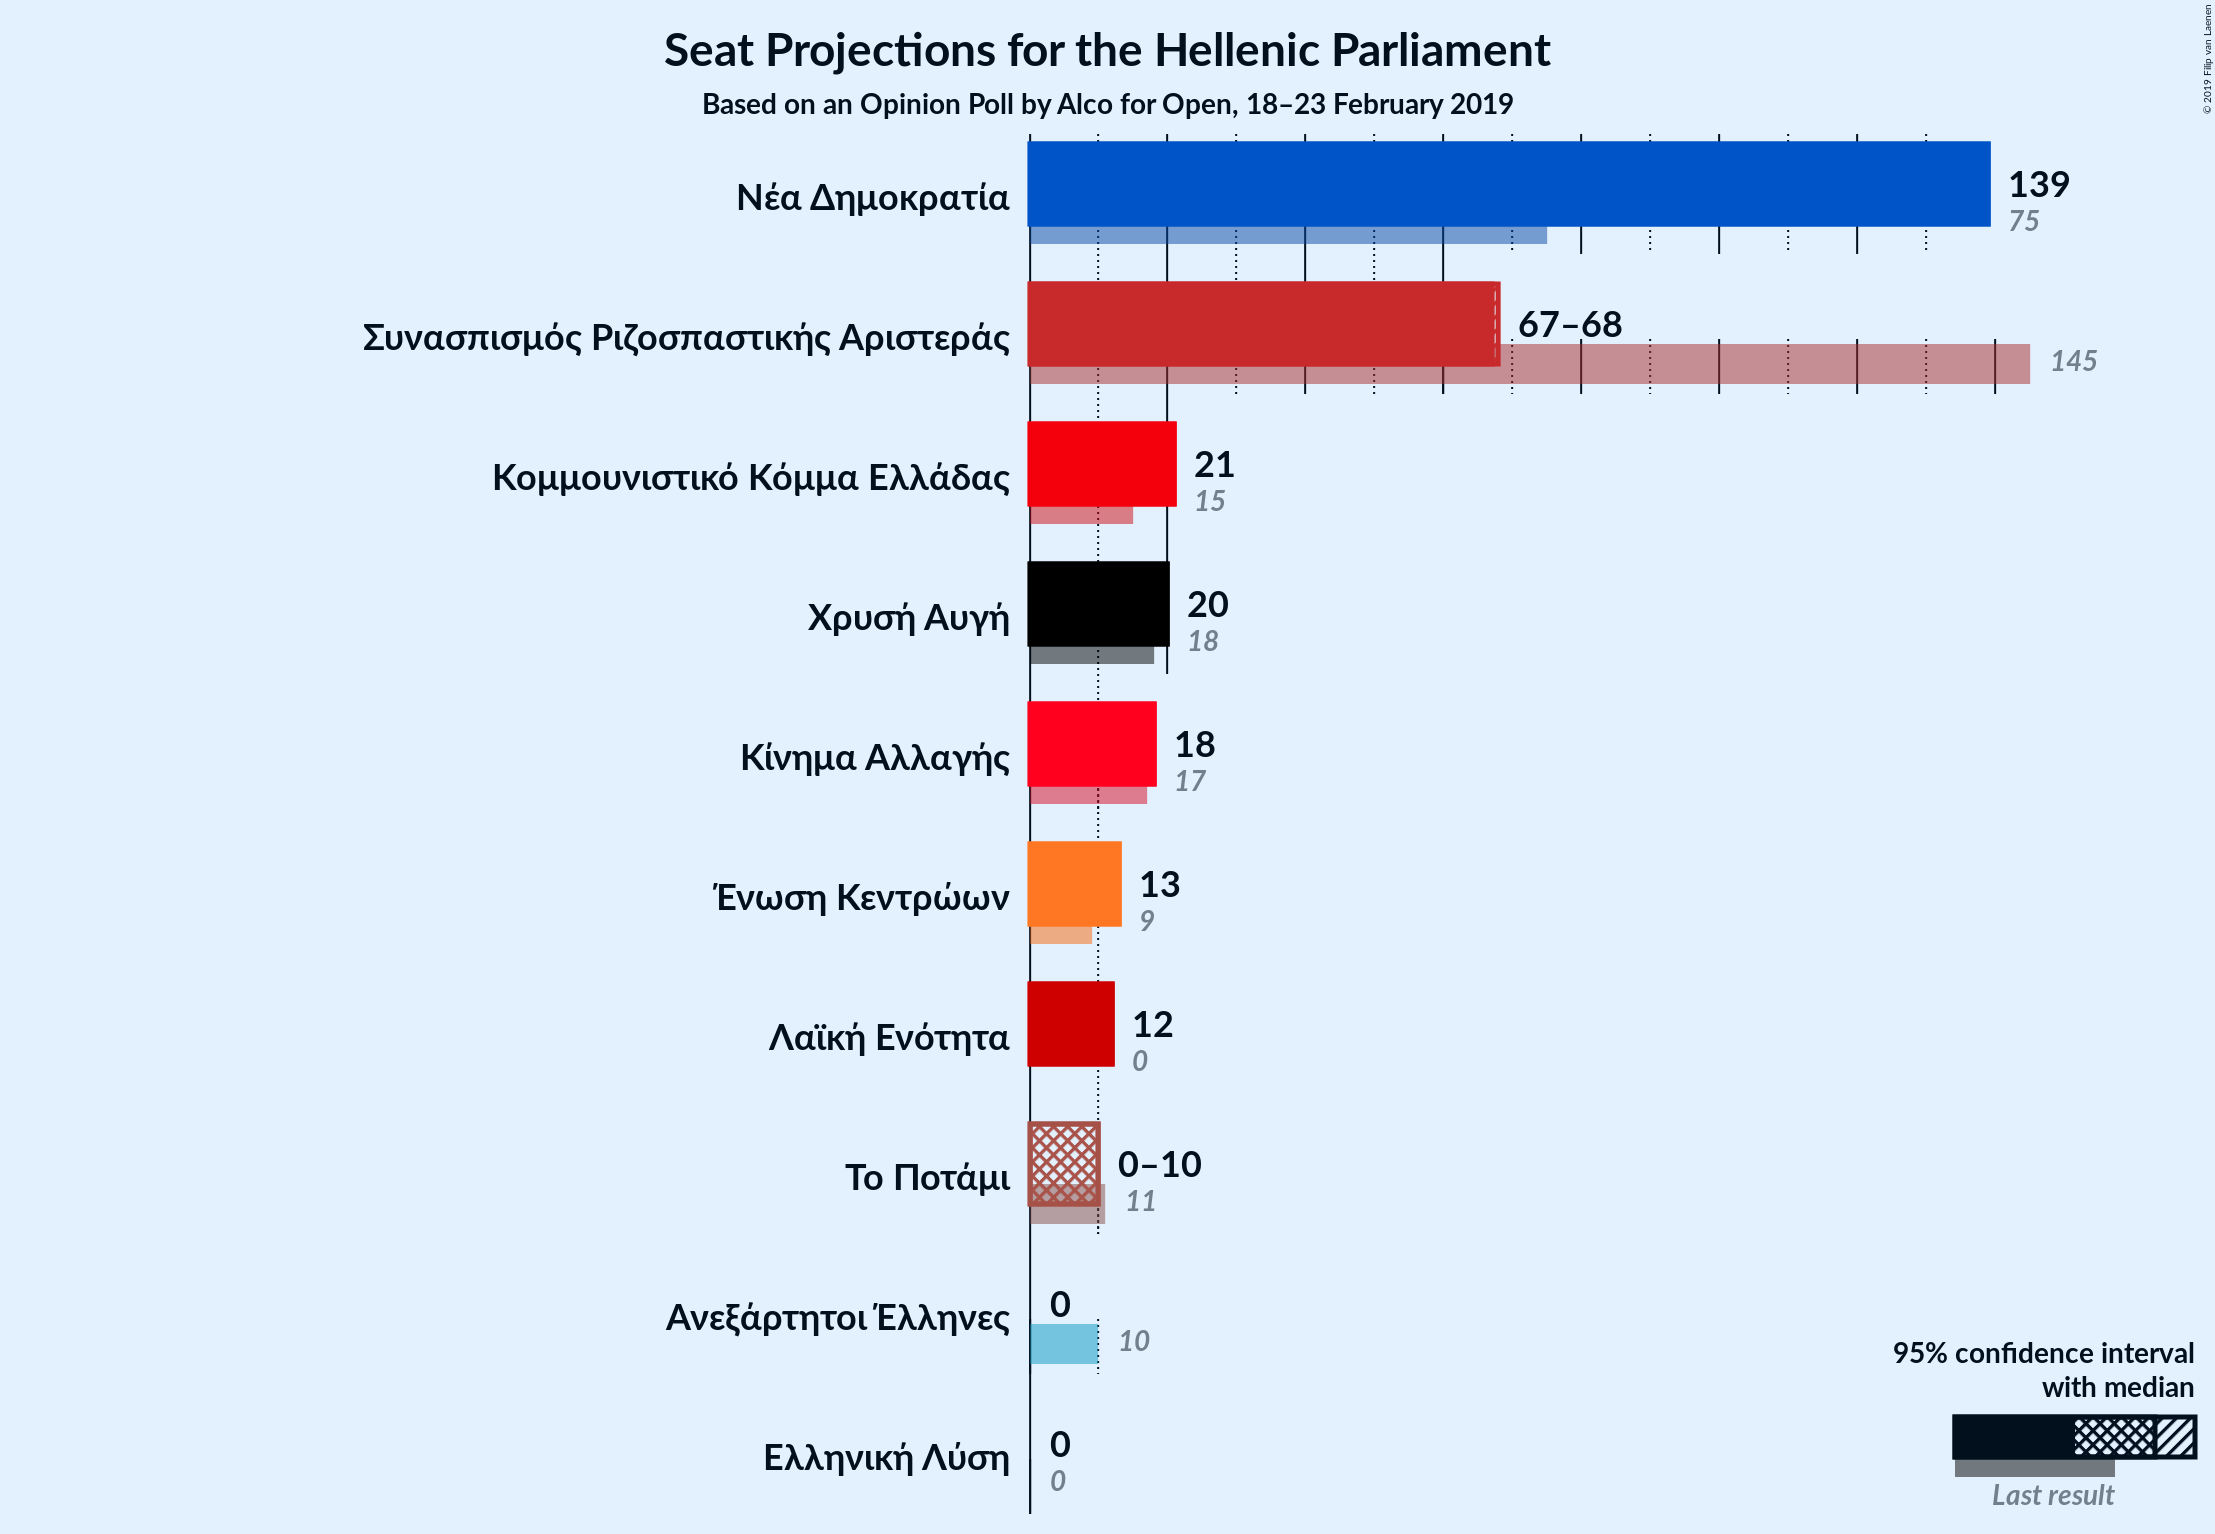 Seat Projections for the Hellenic Parliament
Based on an Opinion Poll by Alco for Open, 18–23 February 2019
© 2019 Filip van Laenen
Νέα Δημοκρατία
139
75
Συνασπισμός Ριζοσπαστικής Αριστεράς
67–68
145
Κομμουνιστικό Κόμμα Ελλάδας
21
15
Χρυσή Αυγή
20
18
Κίνημα Αλλαγής
18
17
Ένωση Κεντρώων
13
9
Λαϊκή Ενότητα
12
0
Το Ποτάμι
0–10
11
Ανεξάρτητοι Έλληνες
0
10
Ελληνική Λύση
0
0
95% confidence interval
with median
Last result